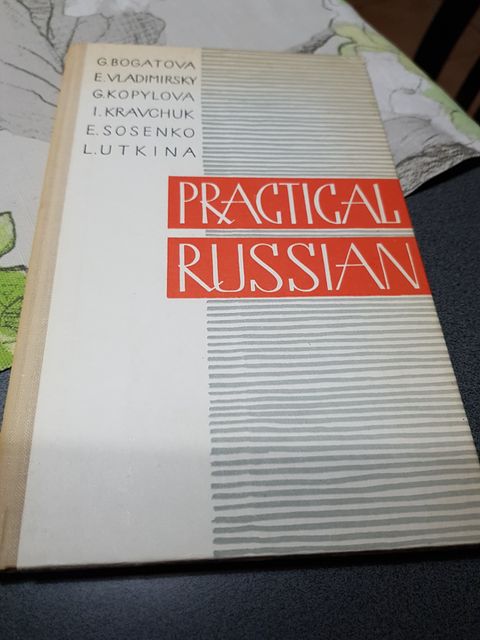 G. BOGATOVA
E. VLADIMIRSKY
G. KOPYLOVA
I. KRAVCHUK
E. SOSENKO
L. UTKINA
PRACTICAL
RUSSIAN